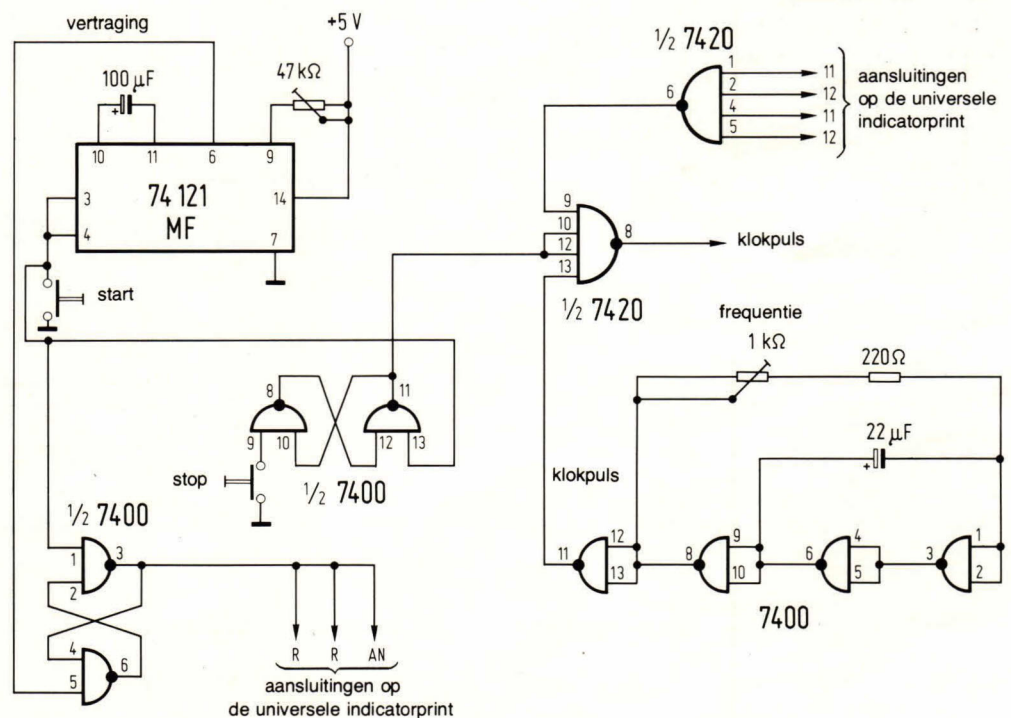 vertraging
+5 V
100 µF
+
47 kΩ
10 11 6 9
3
4
74 121
MF
14
7
start
½ 7420
1
2
4
5
6
11
12
11
12
aansluitingen
op de universele
indicatorprint
9
10
12
13
8
klokpuls
½ 7420
frequentie
1 kΩ
220Ω
22 µF
+
8
11
9 10
12 13
stop
½ 7400
klokpuls
11
12
13
8
9
10
6
4
5
3
1
2
7400
½ 7400
1
2
3
4
5
6
R R AN
aansluitingen op
de universele indicatorprint